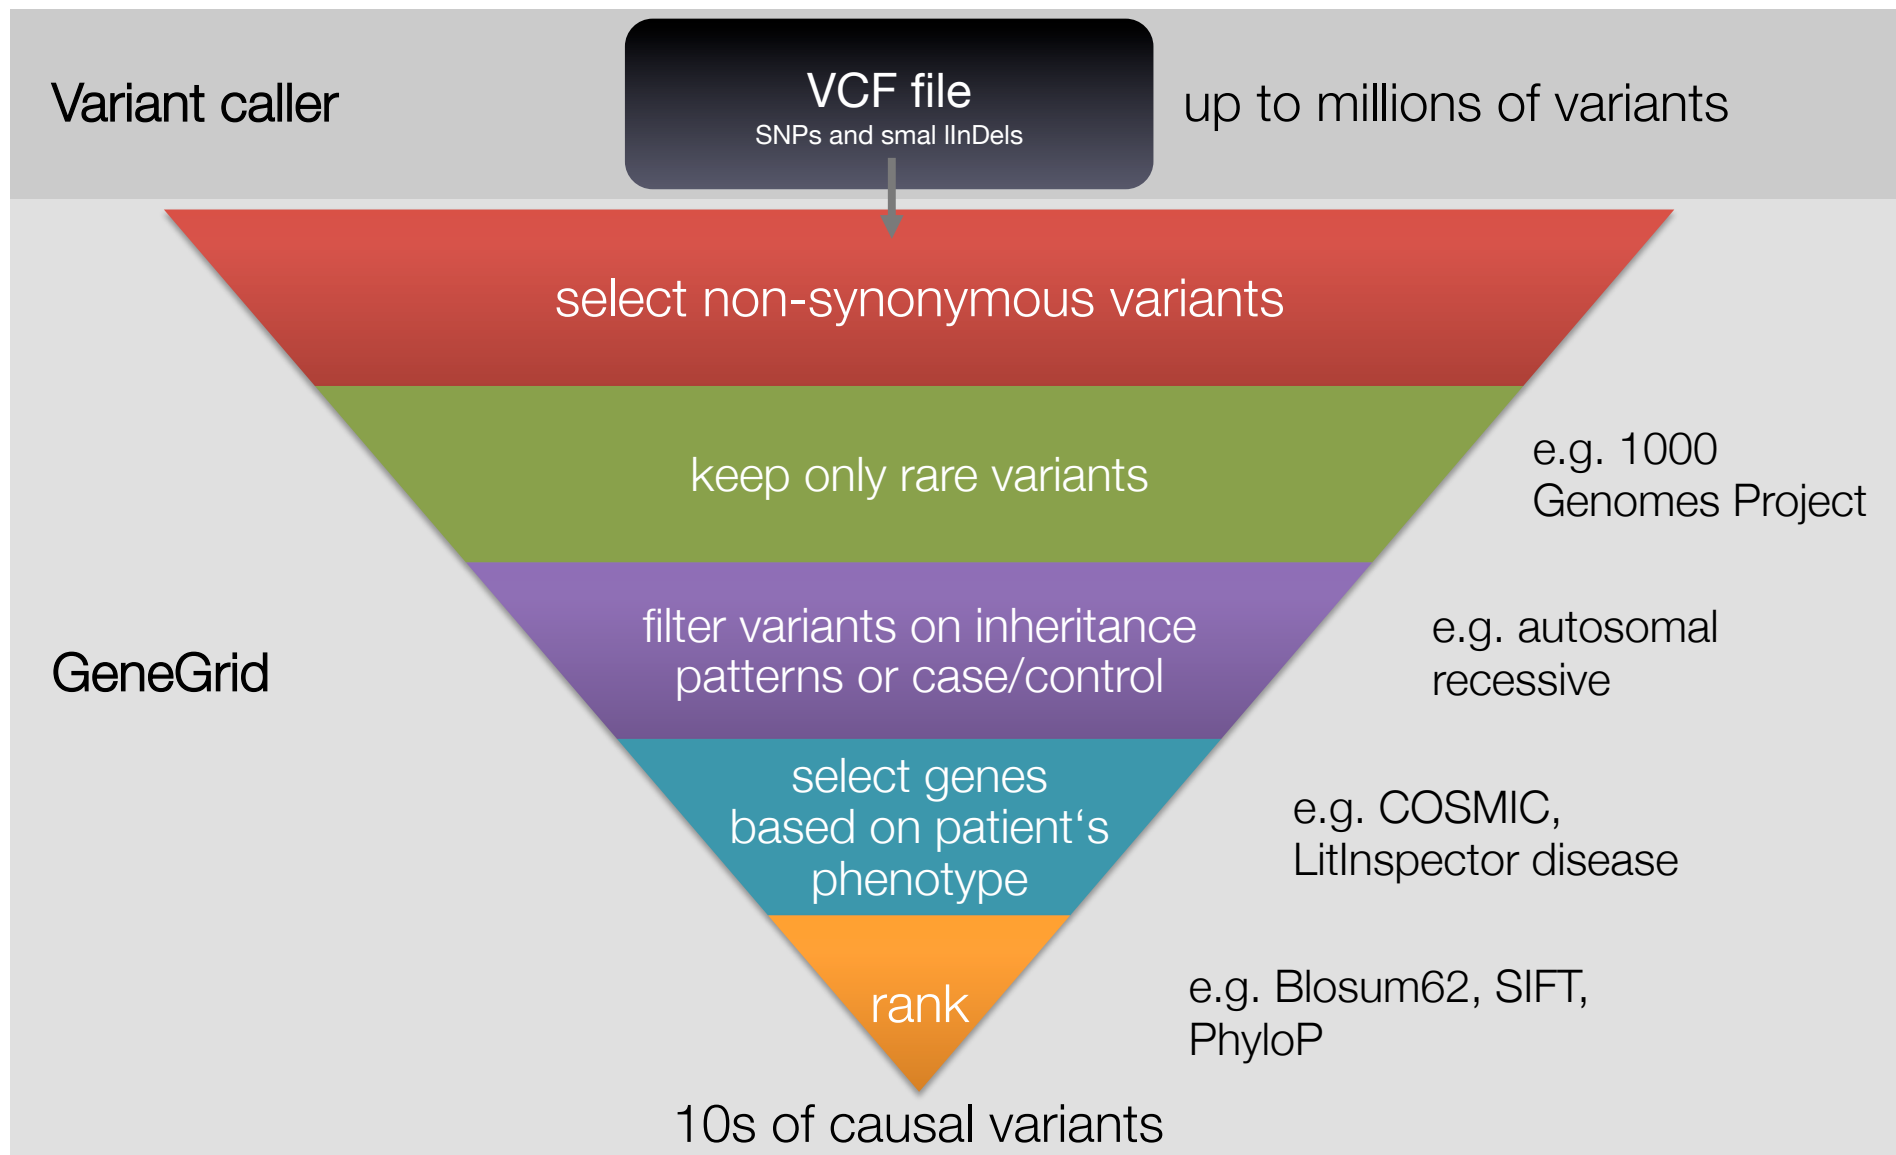 Variant caller
VCF file
SNPs and smal lInDels
up to millions of variants
select non-synonymous variants
keep only rare variants
e.g. 1000
Genomes Project
GeneGrid
filter variants on inheritance
patterns or case/control
e.g. autosomal
recessive
select genes
based on patient‘s
phenotype
e.g. COSMIC,
LitInspector disease
rank
e.g. Blosum62, SIFT,
PhyloP
10s of causal variants